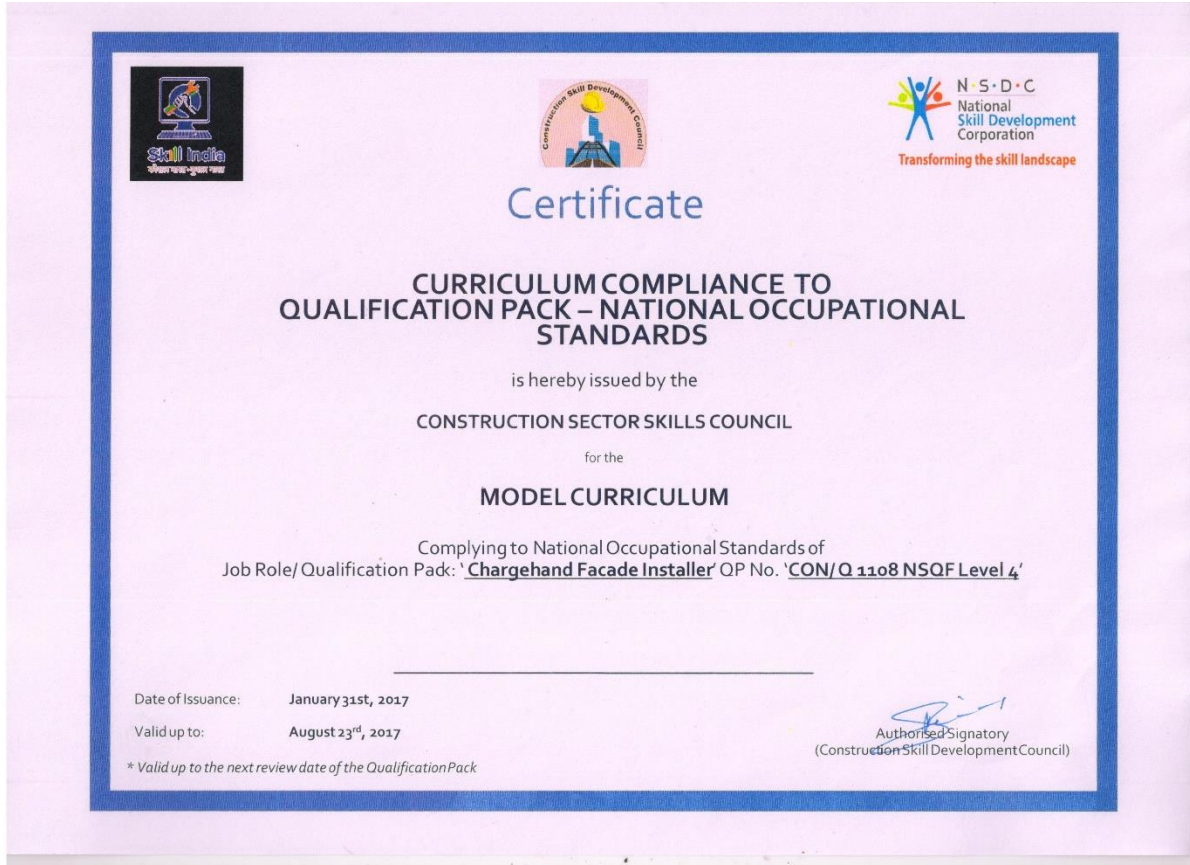 Skill India
कौशल भारत-कुशल भारत
Construction Skill Development Council
N·S·D·C
National
Skill Development
Corporation
Transforming the skill landscape
Certificate
CURRICULUM COMPLIANCE TO
QUALIFICATION PACK – NATIONAL OCCUPATIONAL
STANDARDS
is hereby issued by the
CONSTRUCTION SECTOR SKILLS COUNCIL
for the
MODEL CURRICULUM
Complying to National Occupational Standards of
Job Role/ Qualification Pack: ‘ Chargehand Facade Installer’ QP No. ‘CON/ Q 1108 NSQF Level 4’
Date of Issuance: January 31st, 2017
Valid up to: August 23rd, 2017
* Valid up to the next review date of the Qualification Pack
Authorised Signatory
(Construction Skill Development Council)